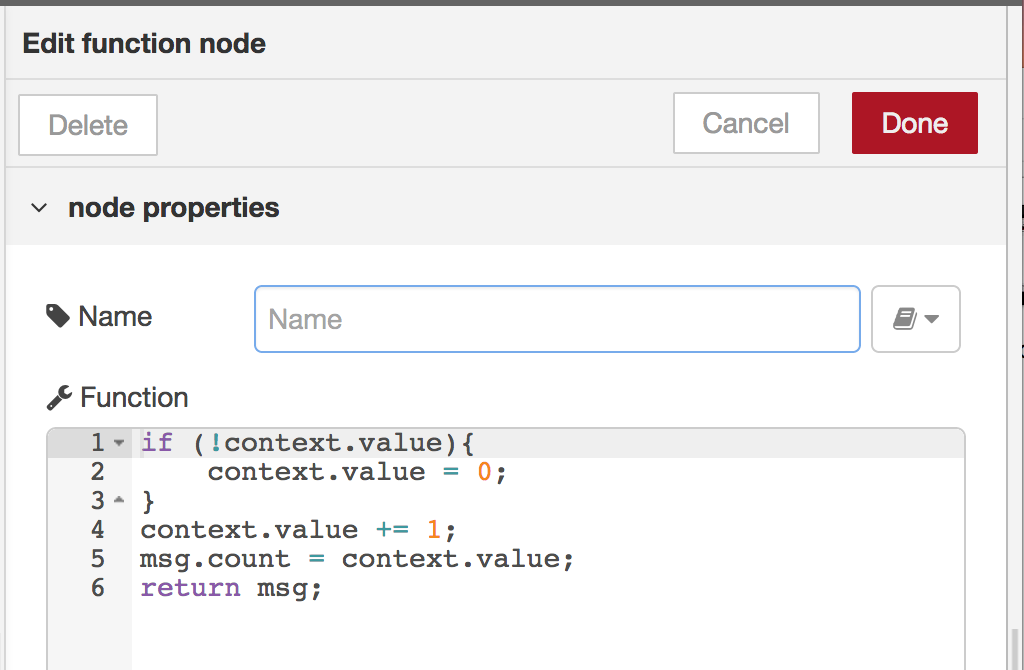 Edit function node
Delete Cancel Done
node properties
Name Name
Function
1 if (!context.value){
2     context.value = 0;
3 }
4 context.value += 1;
5 msg.count = context.value;
6 return msg;